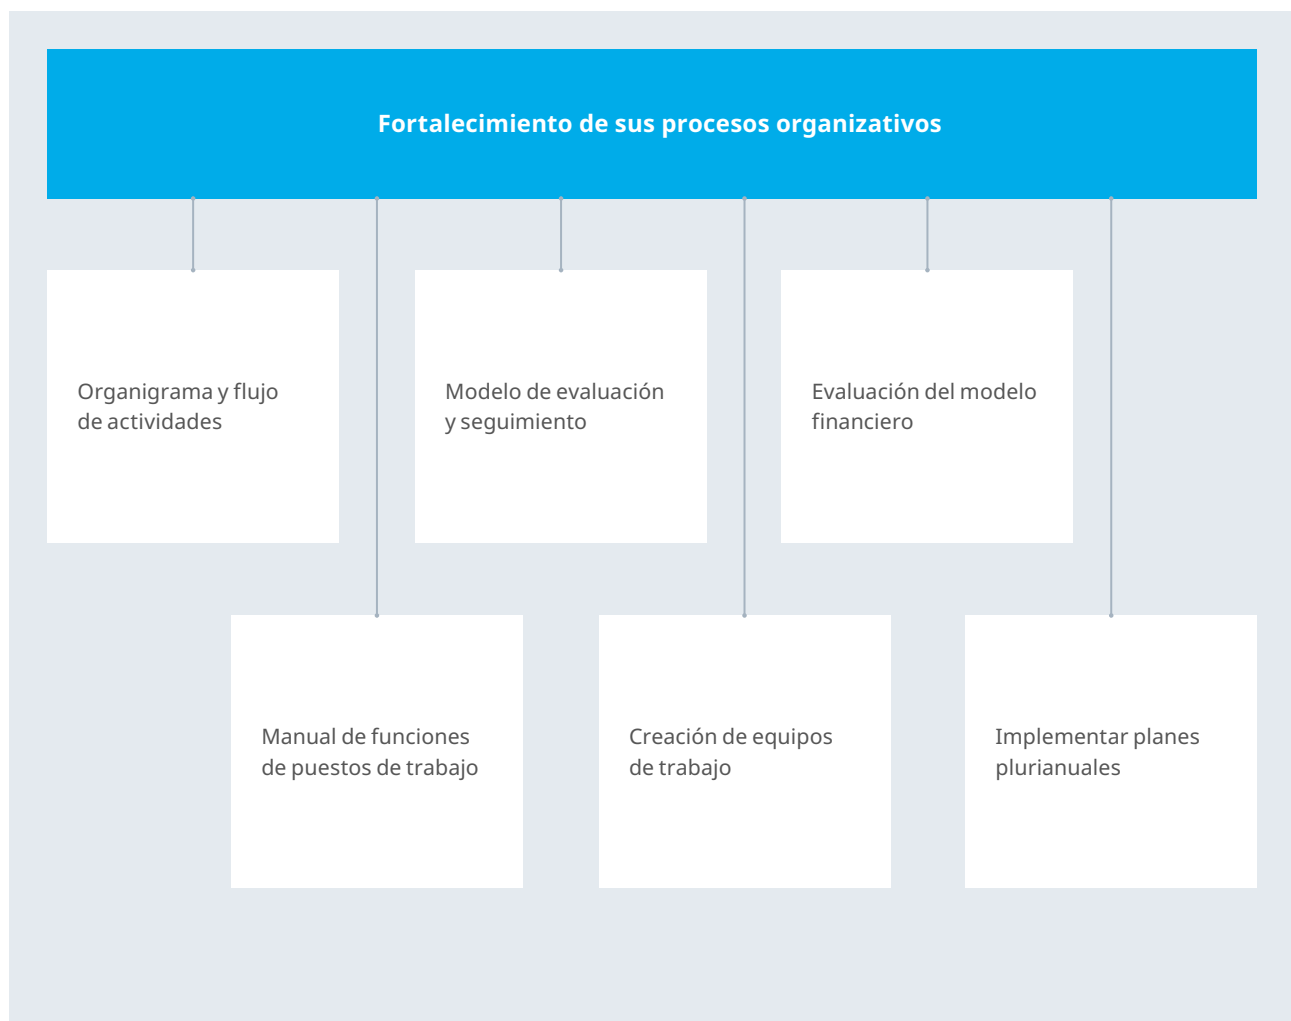 Fortalecimiento de sus procesos organizativos
Organigrama y flujo
de actividades
Modelo de evaluación
y seguimiento
Evaluación del modelo
financiero
Manual de funciones
de puestos de trabajo
Creación de equipos
de trabajo
Implementar planes
plurianuales